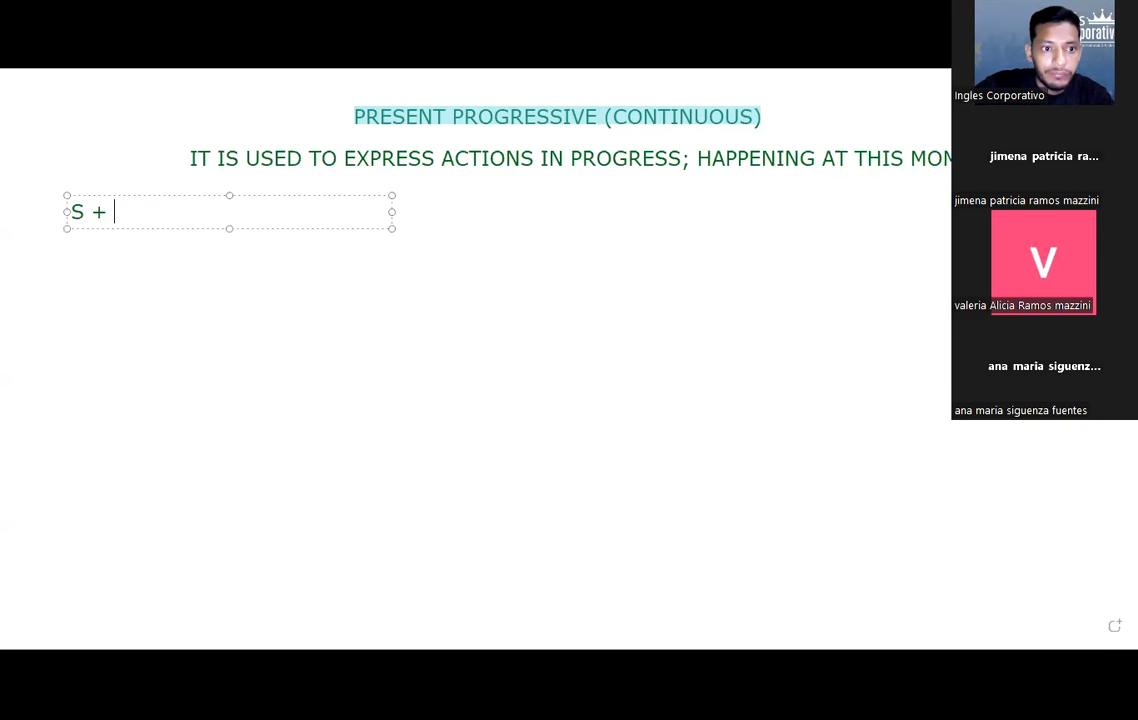 PRESENT PROGRESSIVE (CONTINUOUS)
IT IS USED TO EXPRESS ACTIONS IN PROGRESS; HAPPENING AT THIS
S +
Ingles Corporativo
jimena patricia ra...
jimena patricia ramos mazzini
V
valeria Alicia Ramos mazzini
ana maria siguenz...
ana maria siguenza fuentes